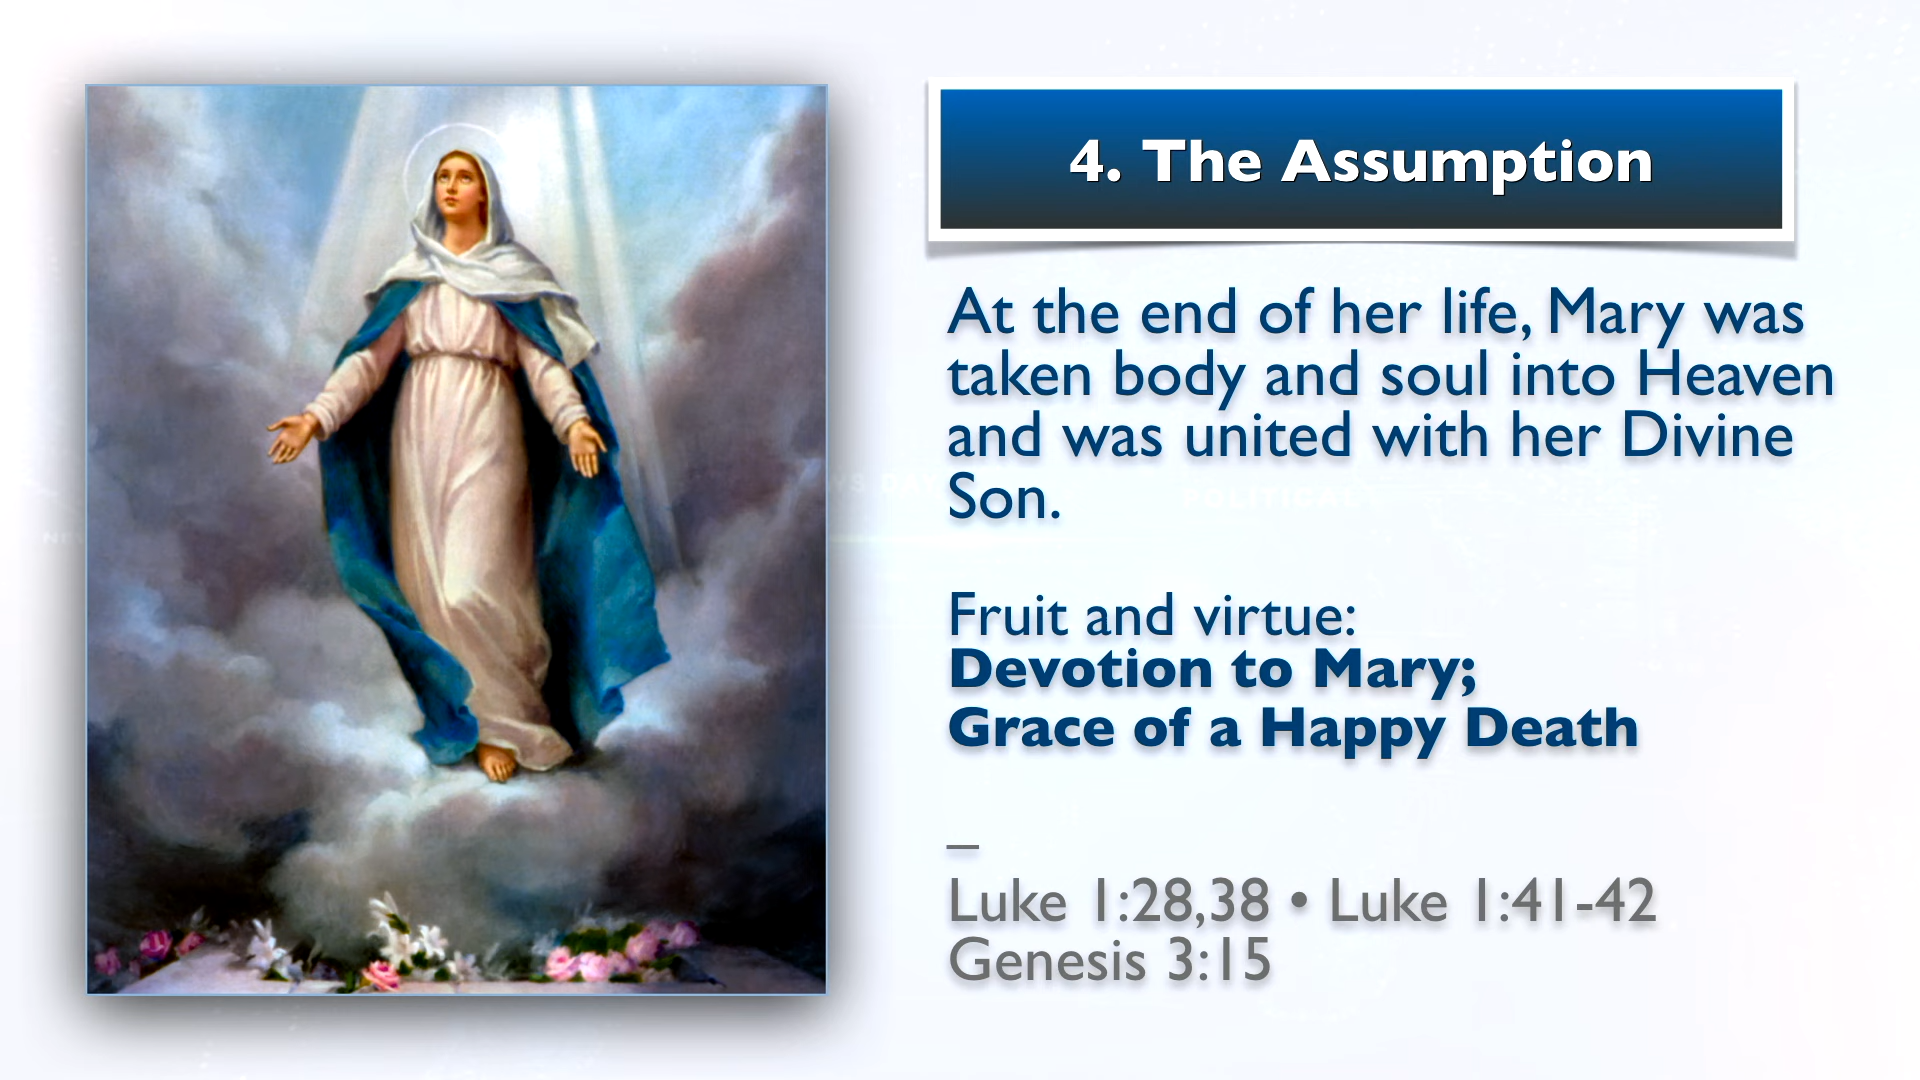 4. The Assumption
At the end of her life, Mary was
taken body and soul into Heaven
and was united with her Divine
Son.
Fruit and virtue:
Devotion to Mary;
Grace of a Happy Death
_
Luke 1:28,38 • Luke 1:41-42
Genesis 3:15